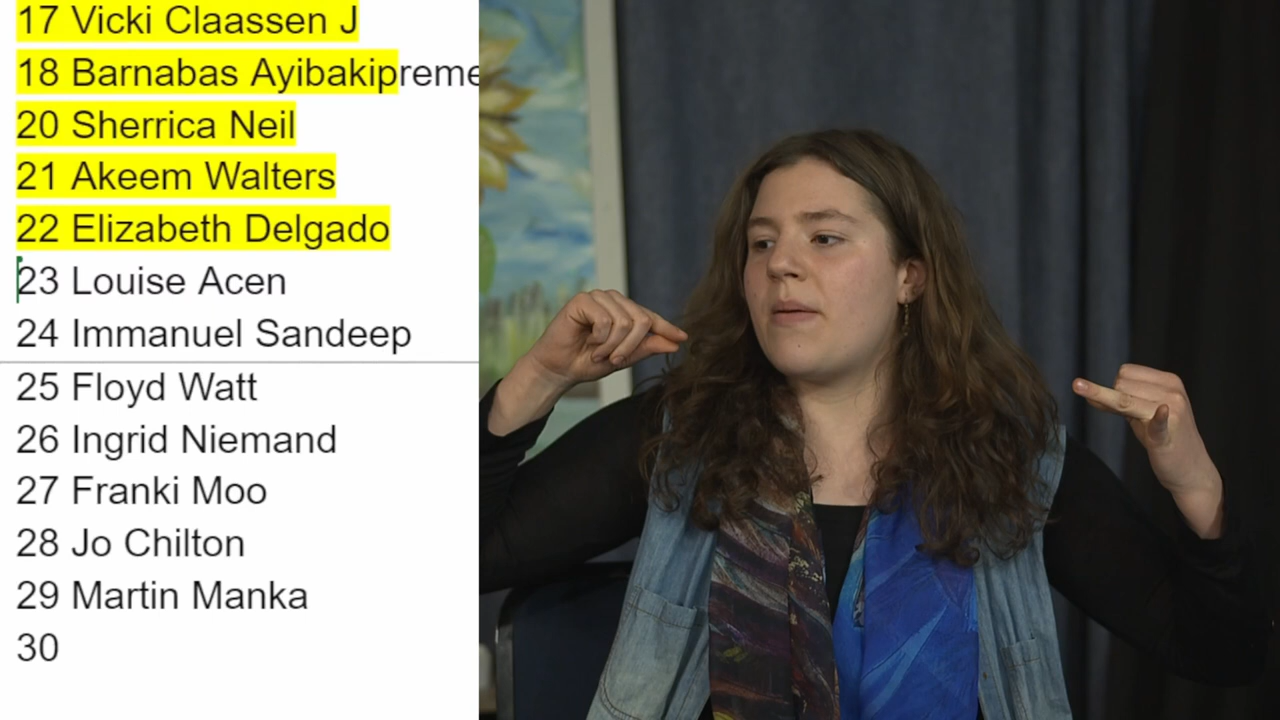 17 Vicki Claassen J
18 Barnabas Ayibakipreme
20 Sherrica Neil
21 Akeem Walters
22 Elizabeth Delgado
23 Louise Acen
24 Immanuel Sandeep
25 Floyd Watt
26 Ingrid Niemand
27 Franki Moo
28 Jo Chilton
29 Martin Manka
30